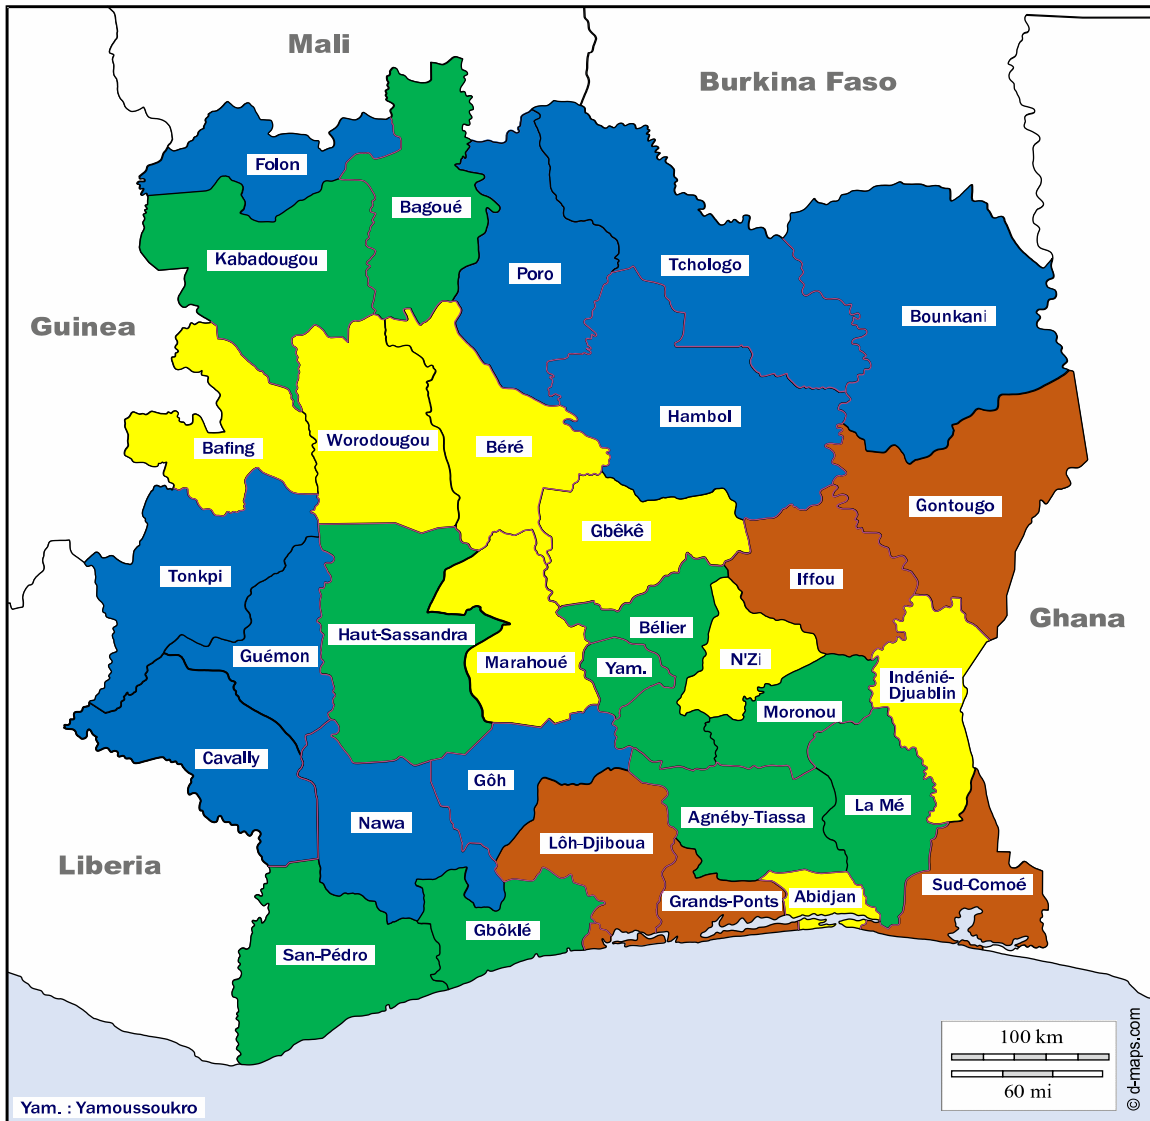 Mali
Burkina Faso
Folon
Bagoué
Kabadougou
Poro
Tchologo
Bounkani
Guinea
Hambol
Bafing
Worodougou
Béré
Gontougo
Gbêkê
Tonkpi
Iffou
Ghana
Haut-Sassandra
Bélier
Guémon
Marahoué
Yam.
N'Zi
Indénié-
Djuablin
Moronou
Cavally
Gôh
La Mé
Nawa
Agnéby-Tiassa
Lôh-Djiboua
Liberia
Sud-Comoé
Grands-Ponts
Abidjan
Gbôklé
San-Pédro
100 km
60 mi
© d-maps.com
Yam. : Yamoussoukro